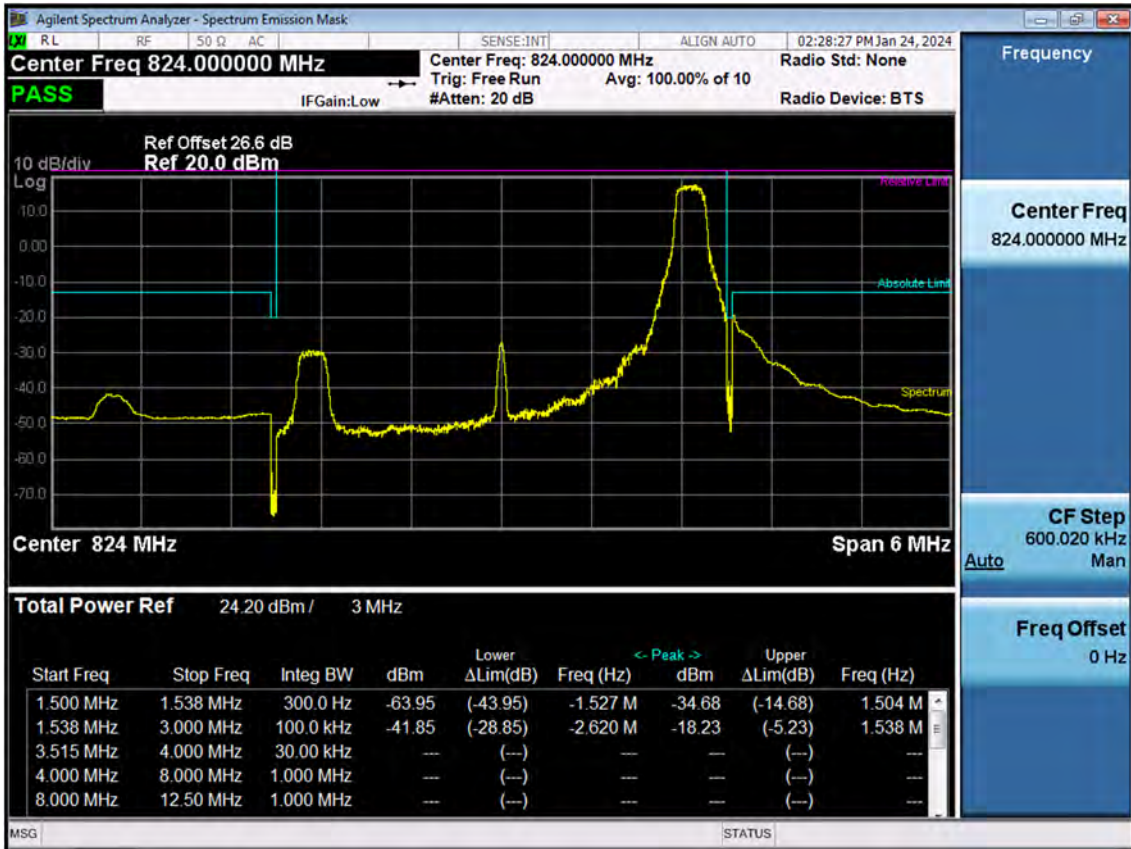 Agilent Spectrum Analyzer - Spectrum Emission Mask
LXI RL RF 50 Ω AC SENSE:INT ALIGN AUTO 02:28:27 PM Jan 24, 2024
Center Freq 824.000000 MHz
Center Freq: 824.000000 MHz
Radio Std: None
Trig: Free Run Avg: 100.00% of 10
PASS
IFGain:Low
#Atten: 20 dB
Radio Device: BTS
Ref Offset 26.6 dB
10 dB/div Ref 20.0 dBm
Log
Relative Limit
10.0
0.00
-10.0
Absolute Limit
-20.0
-30.0
-40.0
Spectrum
-50.0
-60.0
-70.0
Center 824 MHz Span 6 MHz
Total Power Ref 24.20 dBm / 3 MHz
Lower <- Peak -> Upper
Start Freq Stop Freq Integ BW dBm ΔLim(dB) Freq (Hz) dBm ΔLim(dB) Freq (Hz)
1.500 MHz 1.538 MHz 300.0 Hz -63.95 (-43.95) -1.527 M -34.68 (-14.68) 1.504 M
1.538 MHz 3.000 MHz 100.0 kHz -41.85 (-28.85) -2.620 M -18.23 (-5.23) 1.538 M
3.515 MHz 4.000 MHz 30.00 kHz --- (---) --- --- (---) ---
4.000 MHz 8.000 MHz 1.000 MHz --- (---) --- --- (---) ---
8.000 MHz 12.50 MHz 1.000 MHz --- (---) --- --- (---) ---
MSG STATUS
Frequency
Center Freq
824.000000 MHz
CF Step
600.020 kHz
Auto Man
Freq Offset
0 Hz